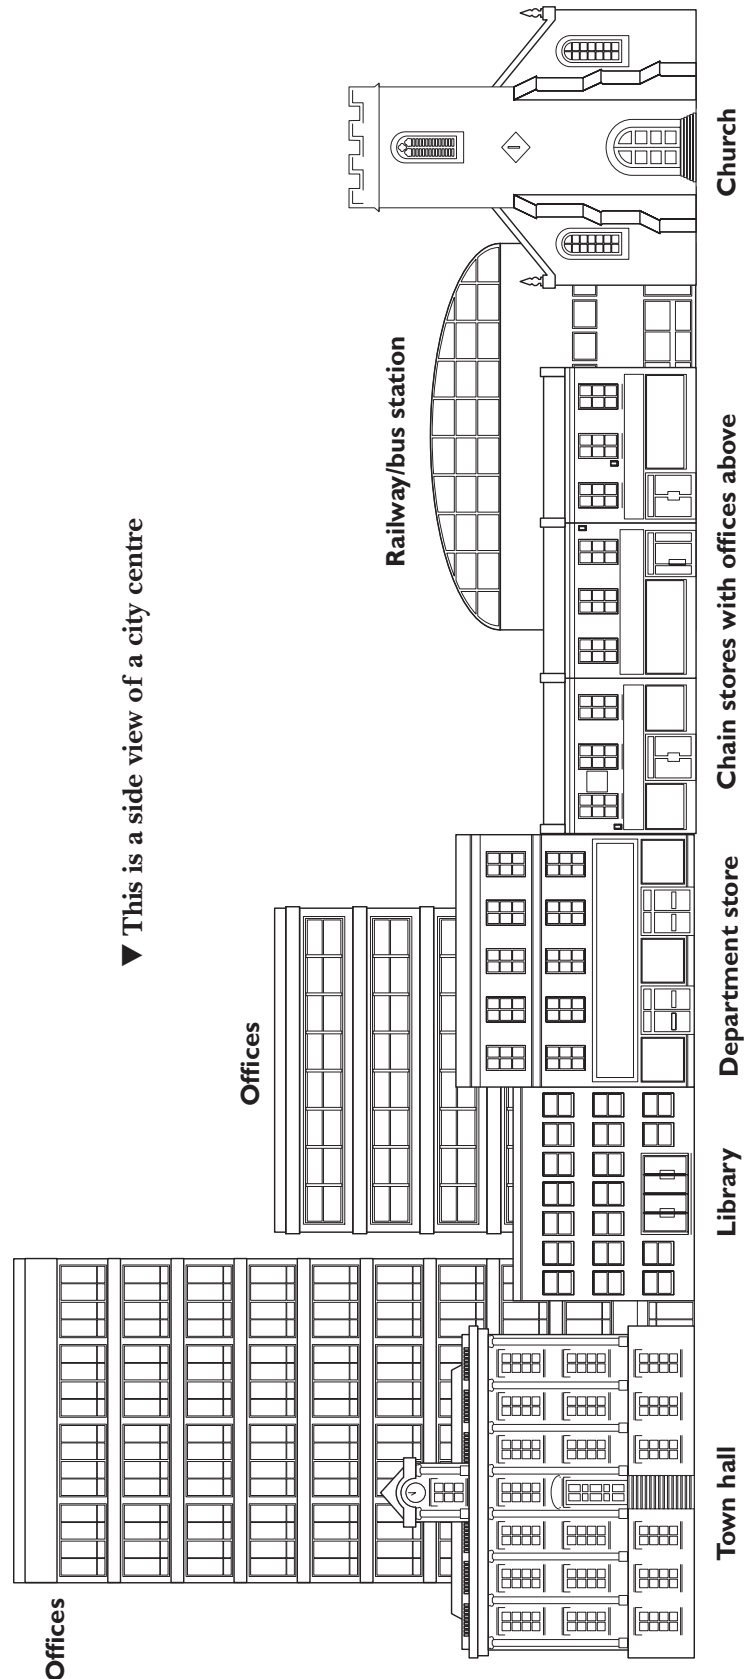 ▼ This is a side view of a city centre
Offices
Offices
Railway/bus station
Town hall
Library
Department store
Chain stores with offices above
Church